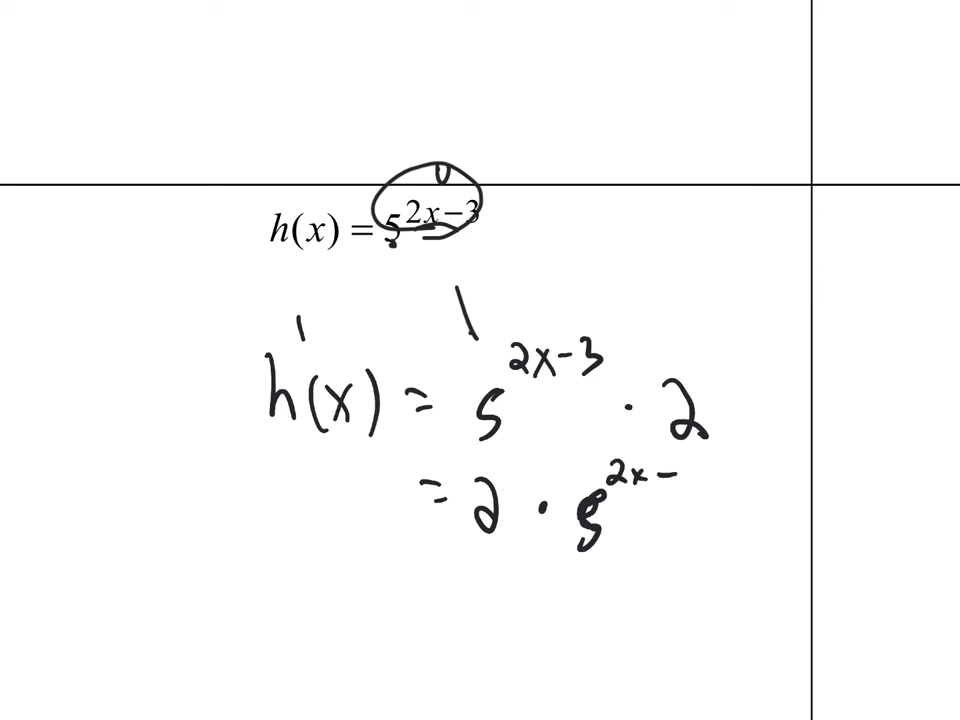 h(x) = 5^{2x−3}
h'(x) = 5^{2x−3} · 2
= 2 · 5^{2x−